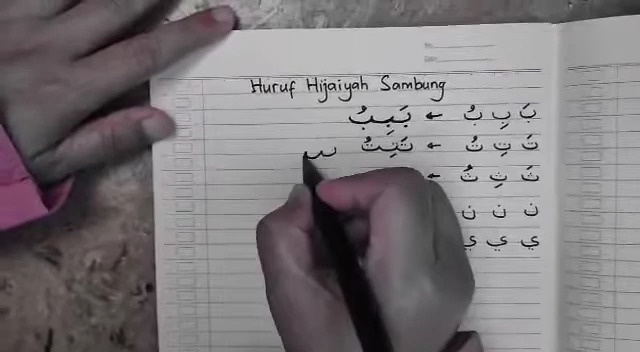 Huruf Hijaiyah Sambung
بَ بِ بُ ← بَبِبُ
تَ تِ تُ ← تَتِتُ
ثَ ثِ ثُ ←
ن ن ن
ي ي ي